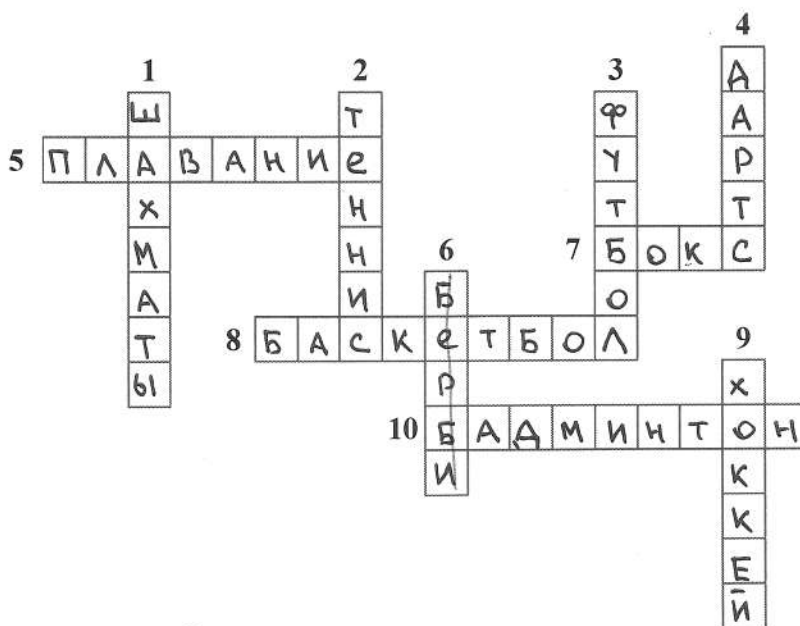 1 ШАХМАТЫ
2 ТеННИС
3 ФУТБОЛ
4 ДАРТС
5 ПЛАВАНИе
6 БеРБИ
7 БОКС
8 БАСКеТБОЛ
9 ХОККЕЙ
10 БАДМИНТОН